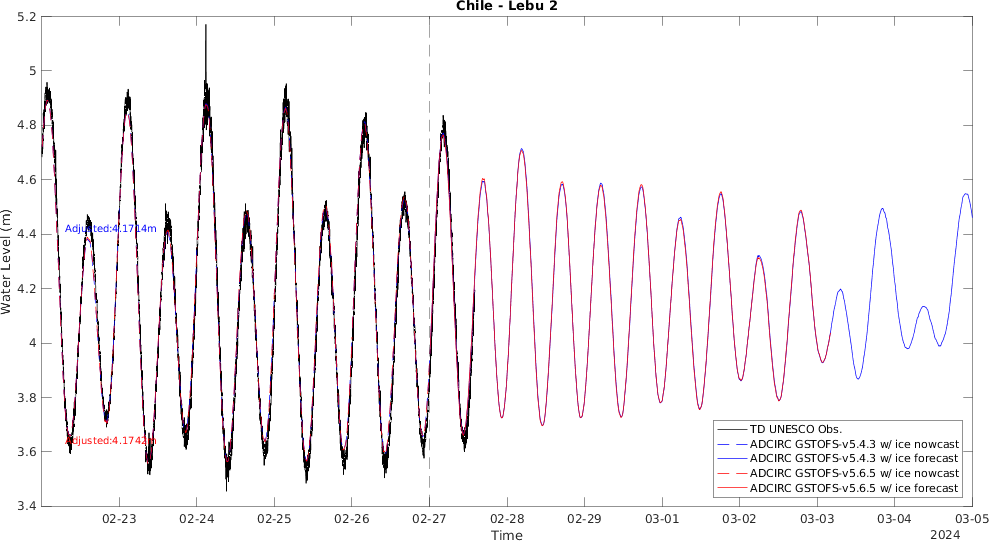 Chile - Lebu 2
5.2
5
4.8
4.6
4.4
4.2
4
3.8
3.6
3.4
Water Level (m)
Adjusted:4.1714m
Adjusted:4.1742m
TD UNESCO Obs.
ADCIRC GSTOFS-v5.4.3 w/ ice nowcast
ADCIRC GSTOFS-v5.4.3 w/ ice forecast
ADCIRC GSTOFS-v5.6.5 w/ ice nowcast
ADCIRC GSTOFS-v5.6.5 w/ ice forecast
02-23 02-24 02-25 02-26 02-27 02-28 02-29 03-01 03-02 03-03 03-04 03-05
Time
2024